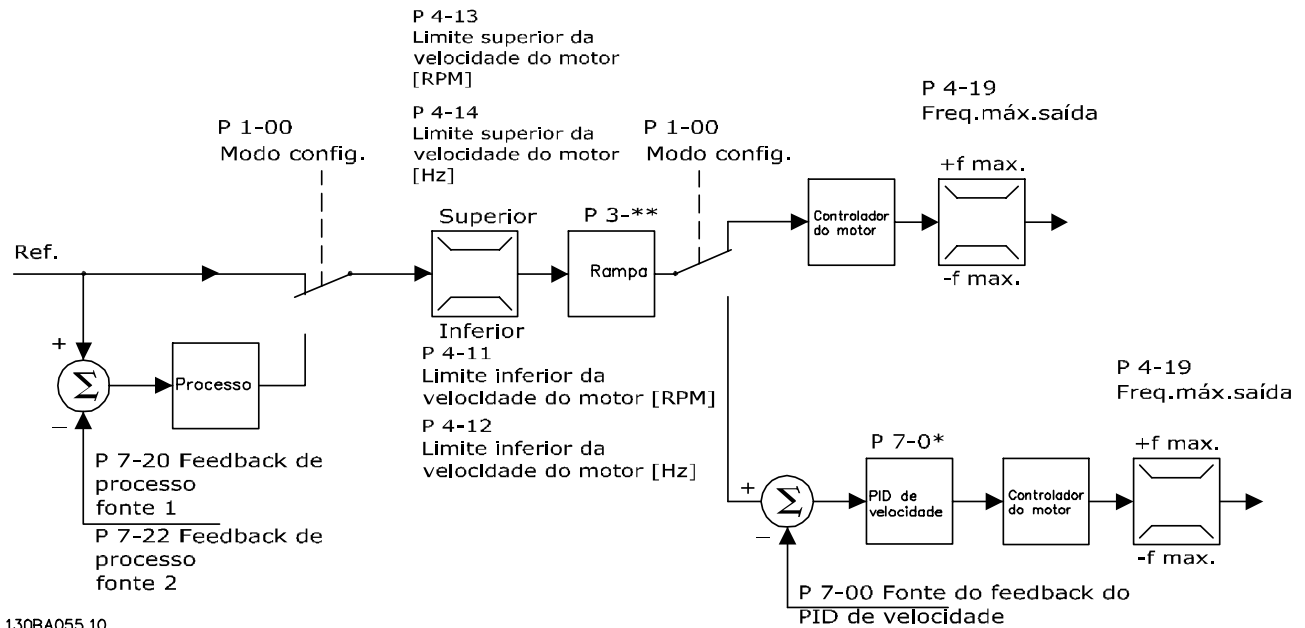 P 4-13
Limite superior da
velocidade do motor
[RPM]
P 4-14
Limite superior da
velocidade do motor
[Hz]
P 1-00
Modo config.
P 1-00
Modo config.
P 4-19
Freq.máx.saída
Ref.
Superior
Inferior
P 3-**
Rampa
Controlador
do motor
+f max.
-f max.
+
Σ
_
Processo
P 7-20 Feedback de
processo
fonte 1
P 7-22 Feedback de
processo
fonte 2
P 4-11
Limite inferior da
velocidade do motor [RPM]
P 4-12
Limite inferior da
velocidade do motor [Hz]
P 4-19
Freq.máx.saída
+
Σ
_
P 7-0*
PID de
velocidade
Controlador
do motor
+f max.
-f max.
P 7-00 Fonte do feedback do
PID de velocidade
130BA055.10